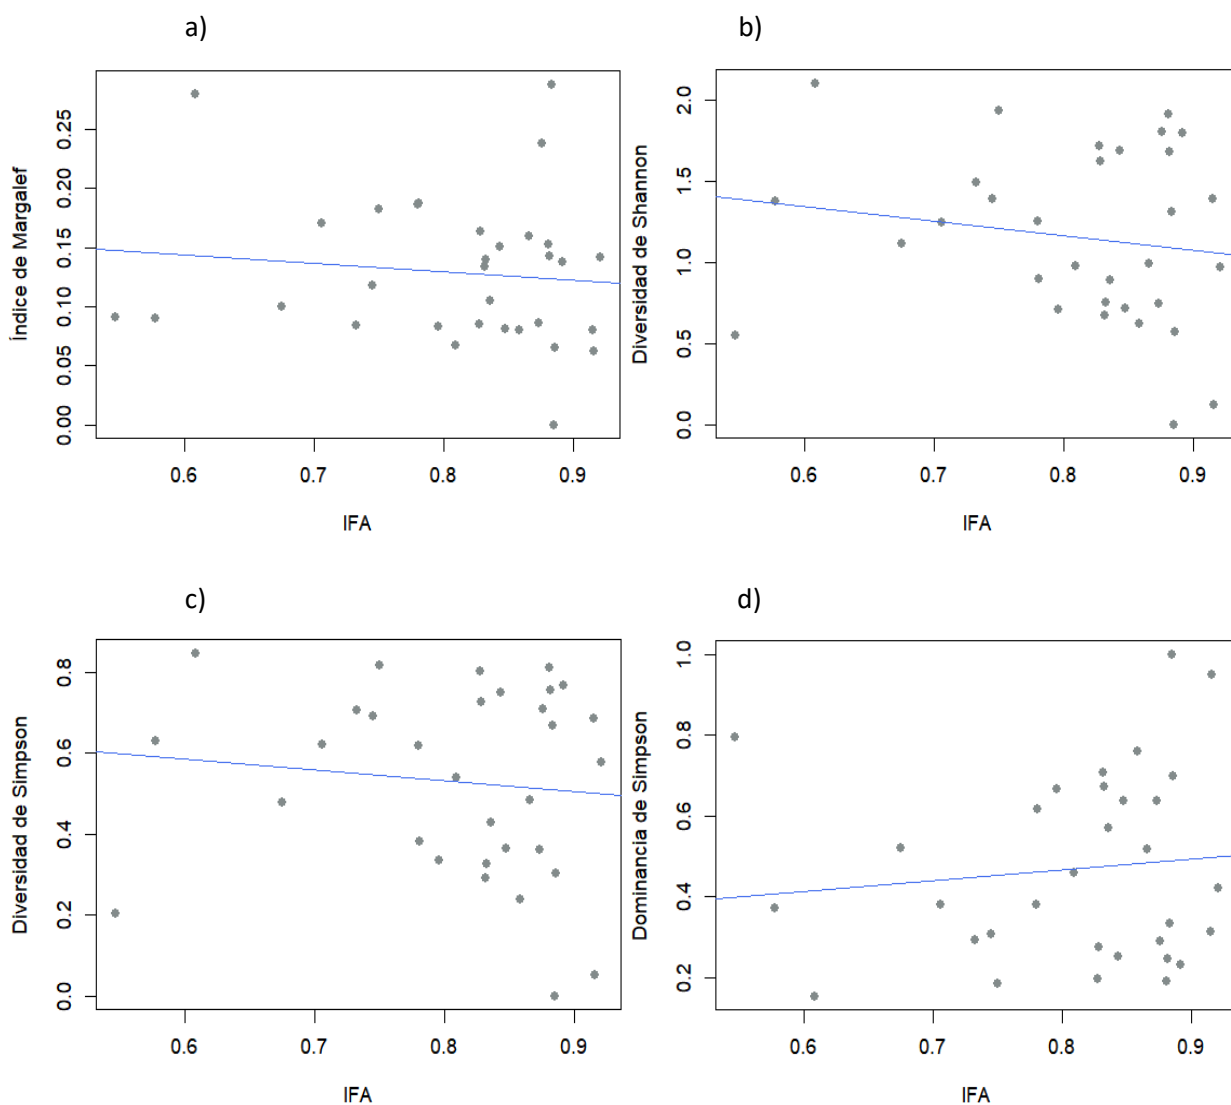 a)
b)
Índice de Margalef
0.00 0.05 0.10 0.15 0.20 0.25
0.6 0.7 0.8 0.9
IFA
Diversidad de Shannon
0.0 0.5 1.0 1.5 2.0
0.6 0.7 0.8 0.9
IFA
c)
d)
Diversidad de Simpson
0.0 0.2 0.4 0.6 0.8
0.6 0.7 0.8 0.9
IFA
Dominancia de Simpson
0.2 0.4 0.6 0.8 1.0
0.6 0.7 0.8 0.9
IFA